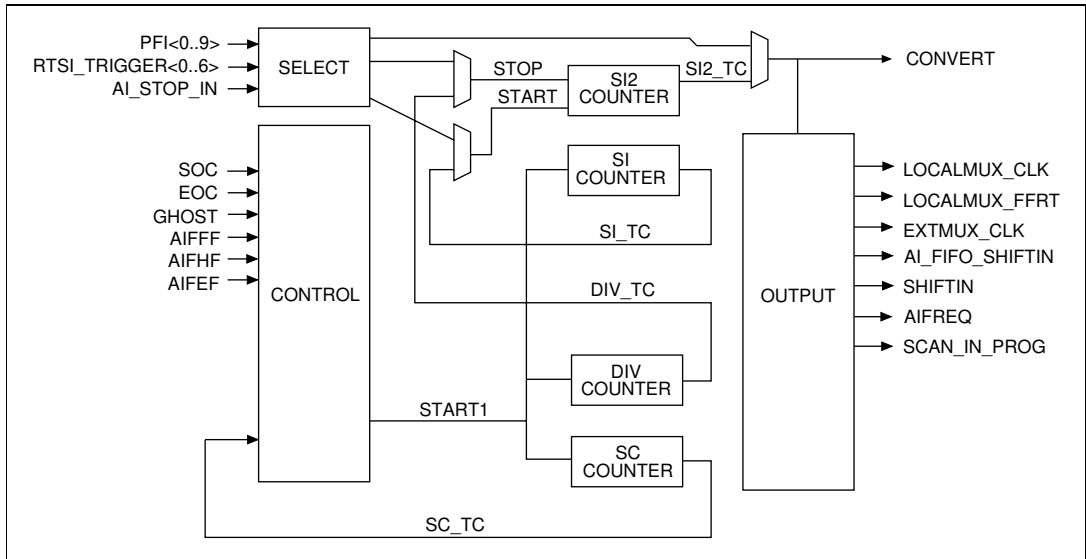 PFI<0..9>
RTSI_TRIGGER<0..6>
AI_STOP_IN
SELECT
STOP
START
SI2
COUNTER
SI2_TC
CONVERT
SOC
EOC
GHOST
AIFFF
AIFHF
AIFEF
CONTROL
SI
COUNTER
SI_TC
DIV_TC
DIV
COUNTER
START1
SC
COUNTER
SC_TC
OUTPUT
LOCALMUX_CLK
LOCALMUX_FFRT
EXTMUX_CLK
AI_FIFO_SHIFTIN
SHIFTIN
AIFREQ
SCAN_IN_PROG